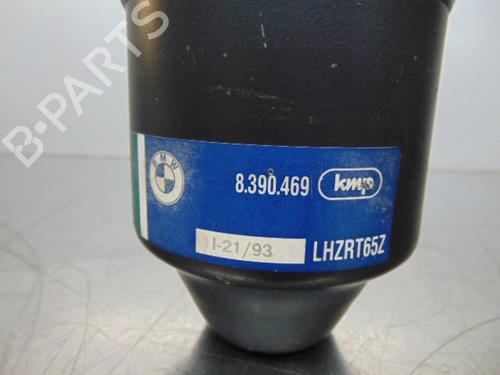 B-PARTS
BMW
8.390.469 kmp
I-21/93 LHZRT65Z